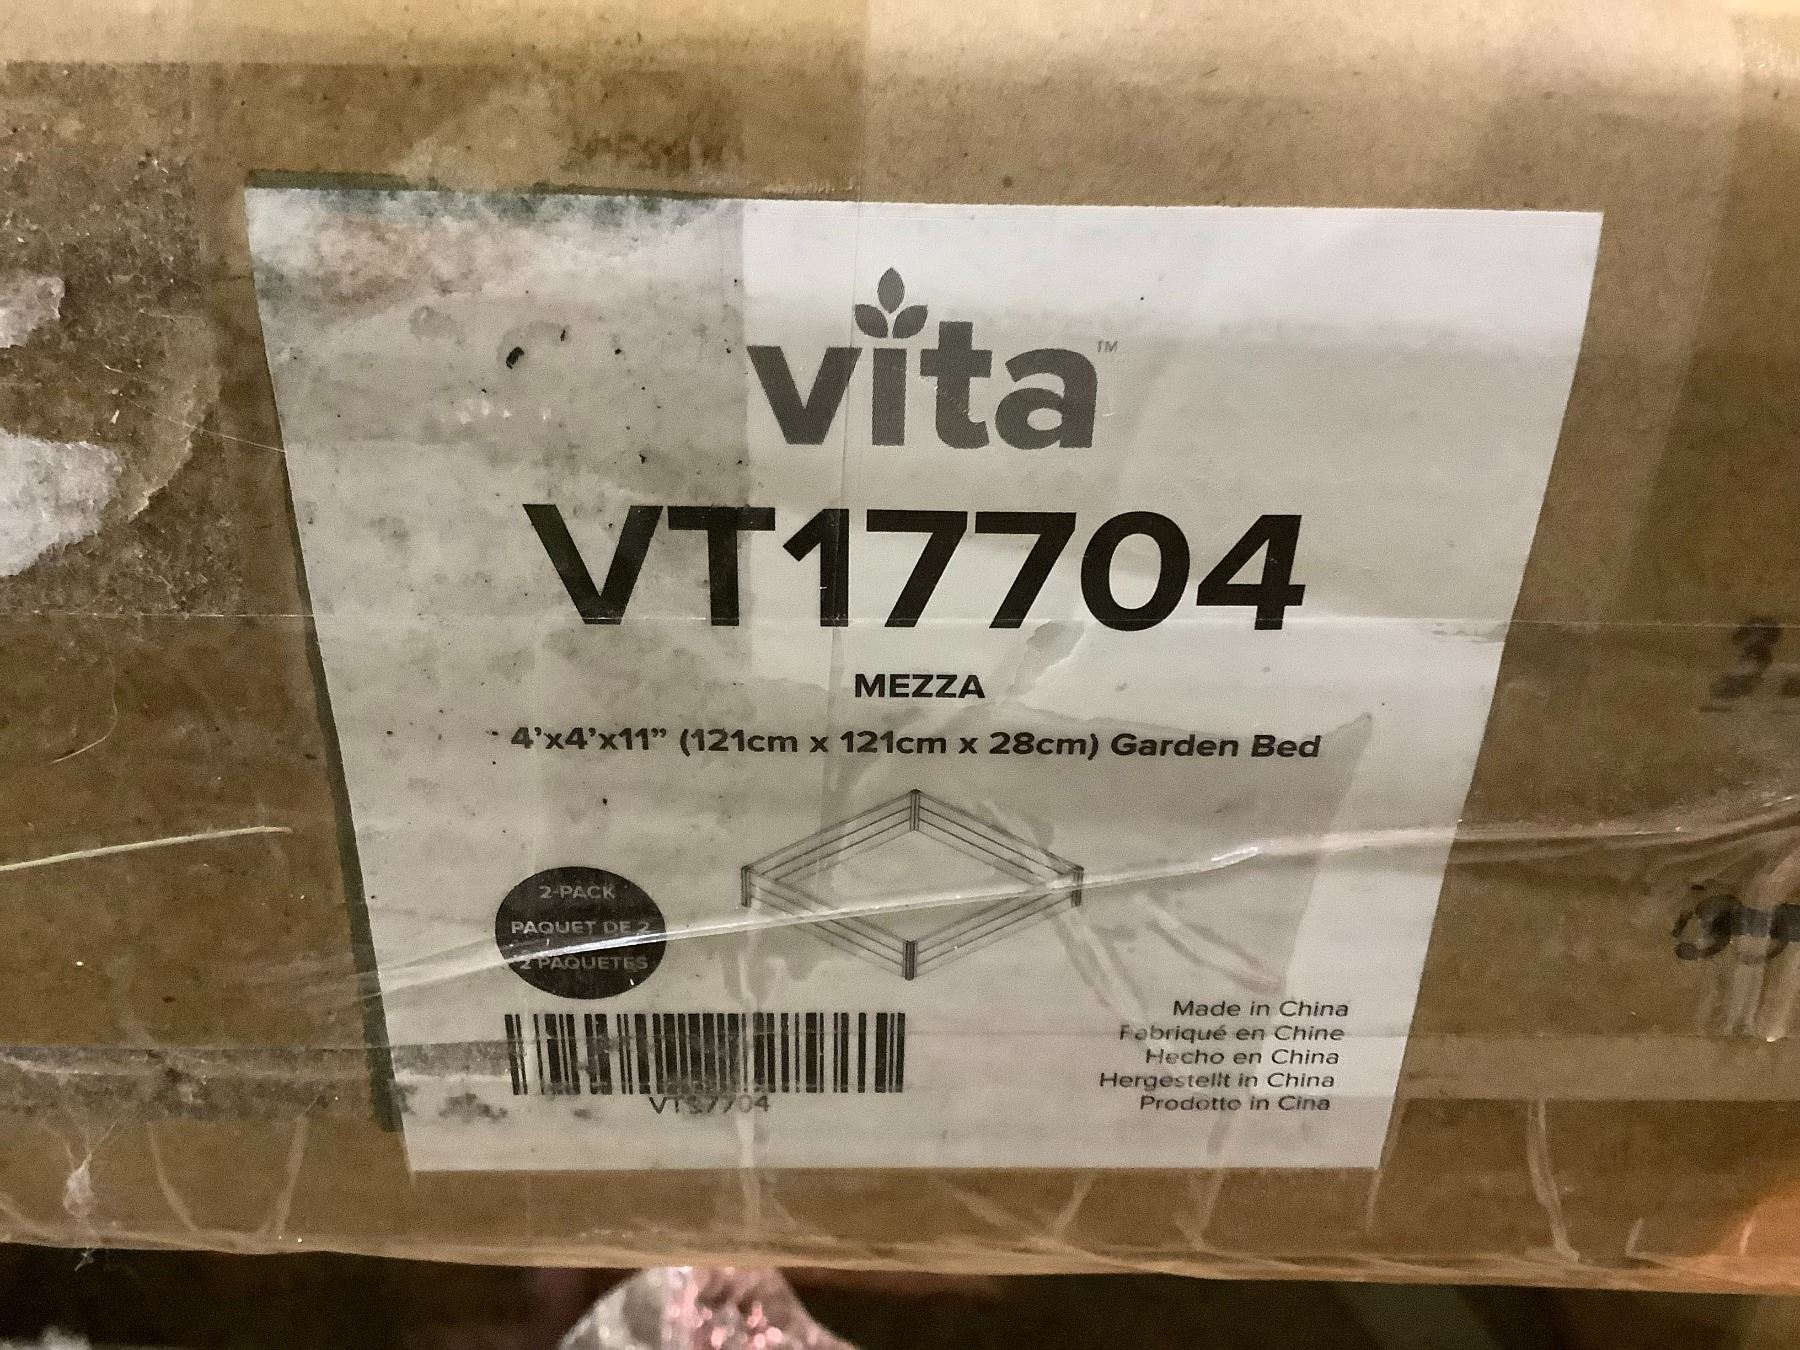 vita™
VT17704
MEZZA
4'x4'x11” (121cm x 121cm x 28cm) Garden Bed
2-PACK
PAQUET DE 2
2 PAQUETES
VT17704
Made in China
Fabriqué en Chine
Hecho en China
Hergestellt in China
Prodotto in Cina